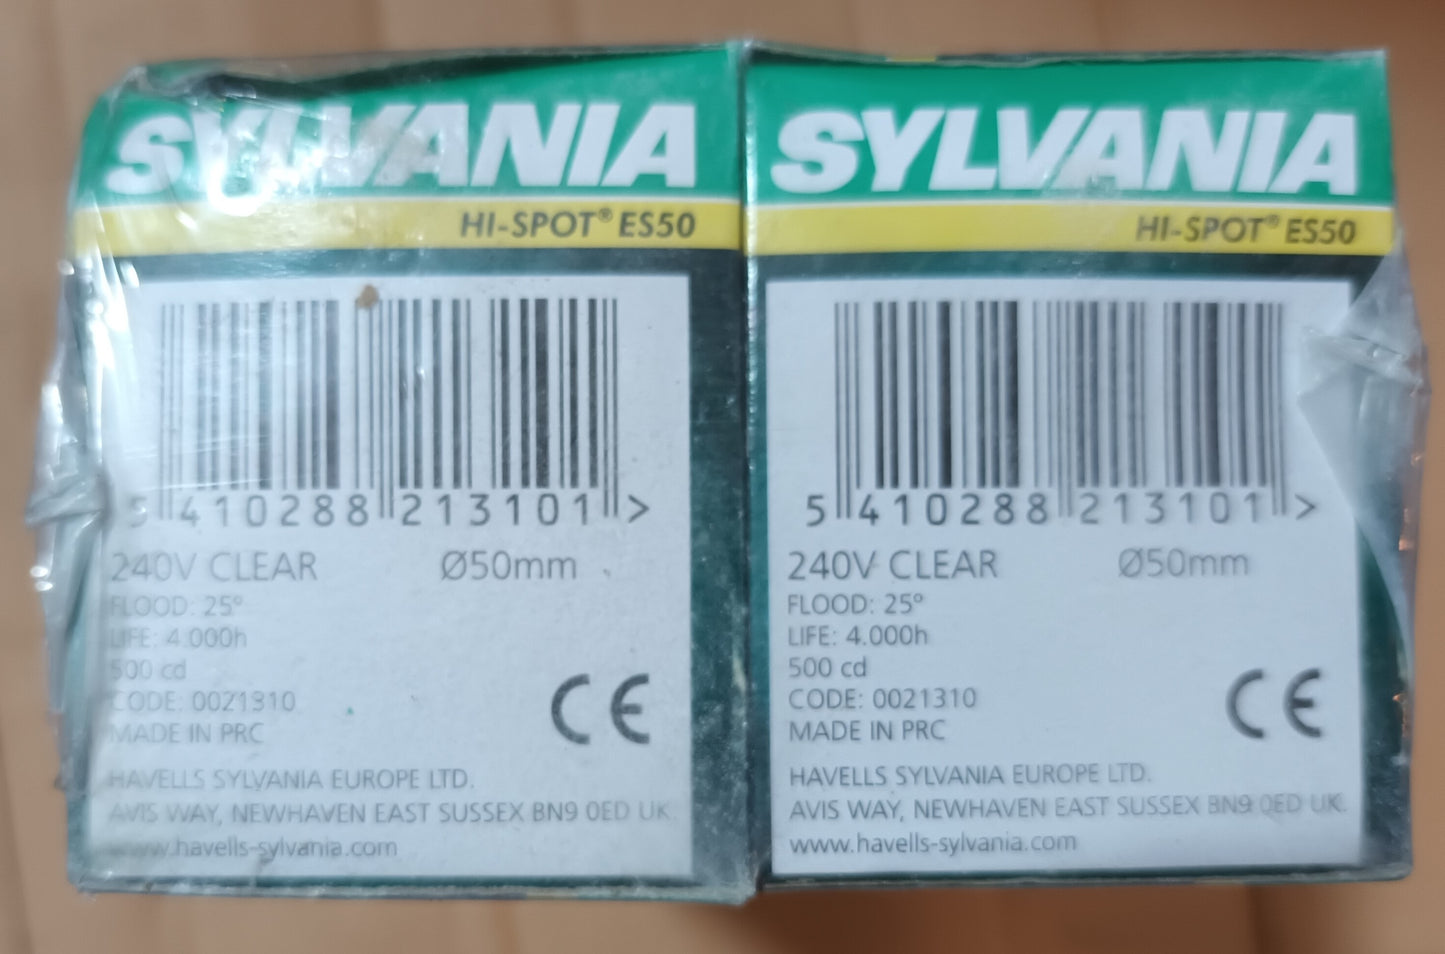 SYLVANIA
HI-SPOT® ES50
5 410288 213101 >
240V CLEAR Ø50mm
FLOOD: 25°
LIFE: 4.000h
500 cd
CODE: 0021310
MADE IN PRC
CE
HAVELLS SYLVANIA EUROPE LTD.
AVIS WAY, NEWHAVEN EAST SUSSEX BN9 0ED UK.
www.havells-sylvania.com
SYLVANIA
HI-SPOT® ES50
5 410288 213101 >
240V CLEAR Ø50mm
FLOOD: 25°
LIFE: 4.000h
500 cd
CODE: 0021310
MADE IN PRC
CE
HAVELLS SYLVANIA EUROPE LTD.
AVIS WAY, NEWHAVEN EAST SUSSEX BN9 0ED UK.
www.havells-sylvania.com